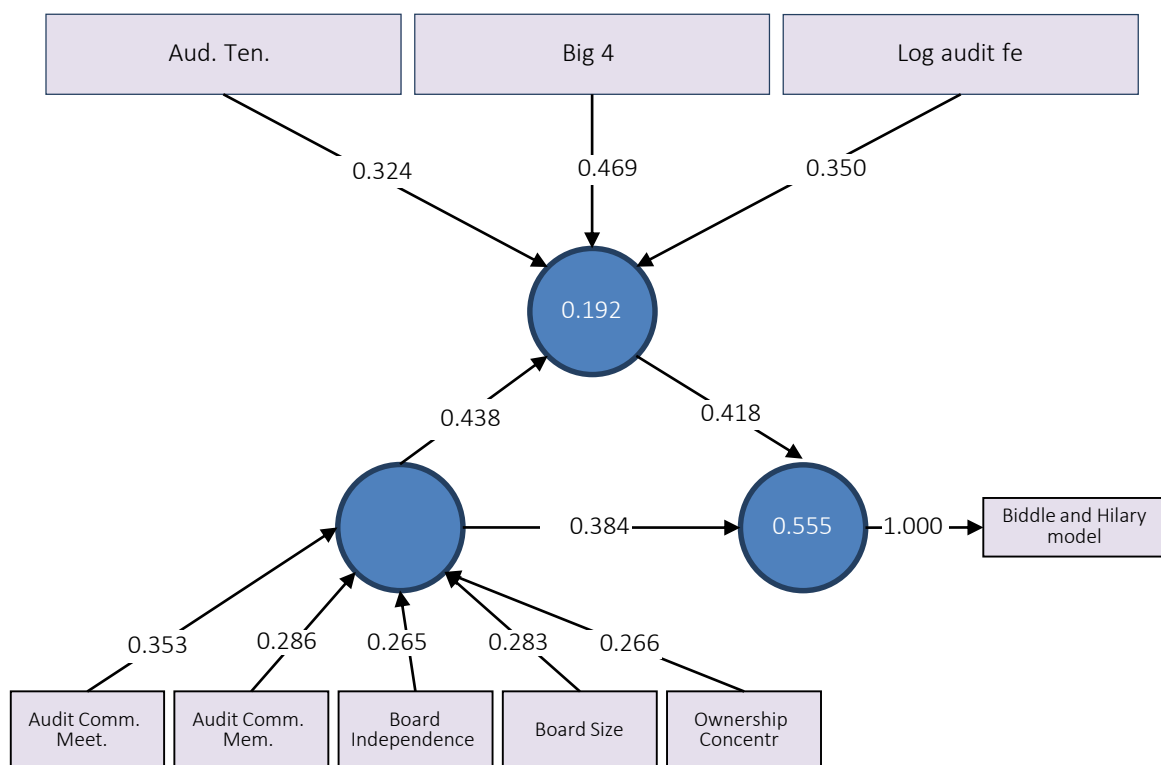 Aud. Ten.
Big 4
Log audit fe
0.324
0.469
0.350
0.192
0.438
0.418
0.384
0.555
1.000
Biddle and Hilary
model
0.353
0.286
0.265
0.283
0.266
Audit Comm.
Meet.
Audit Comm.
Mem.
Board
Independence
Board Size
Ownership
Concentr